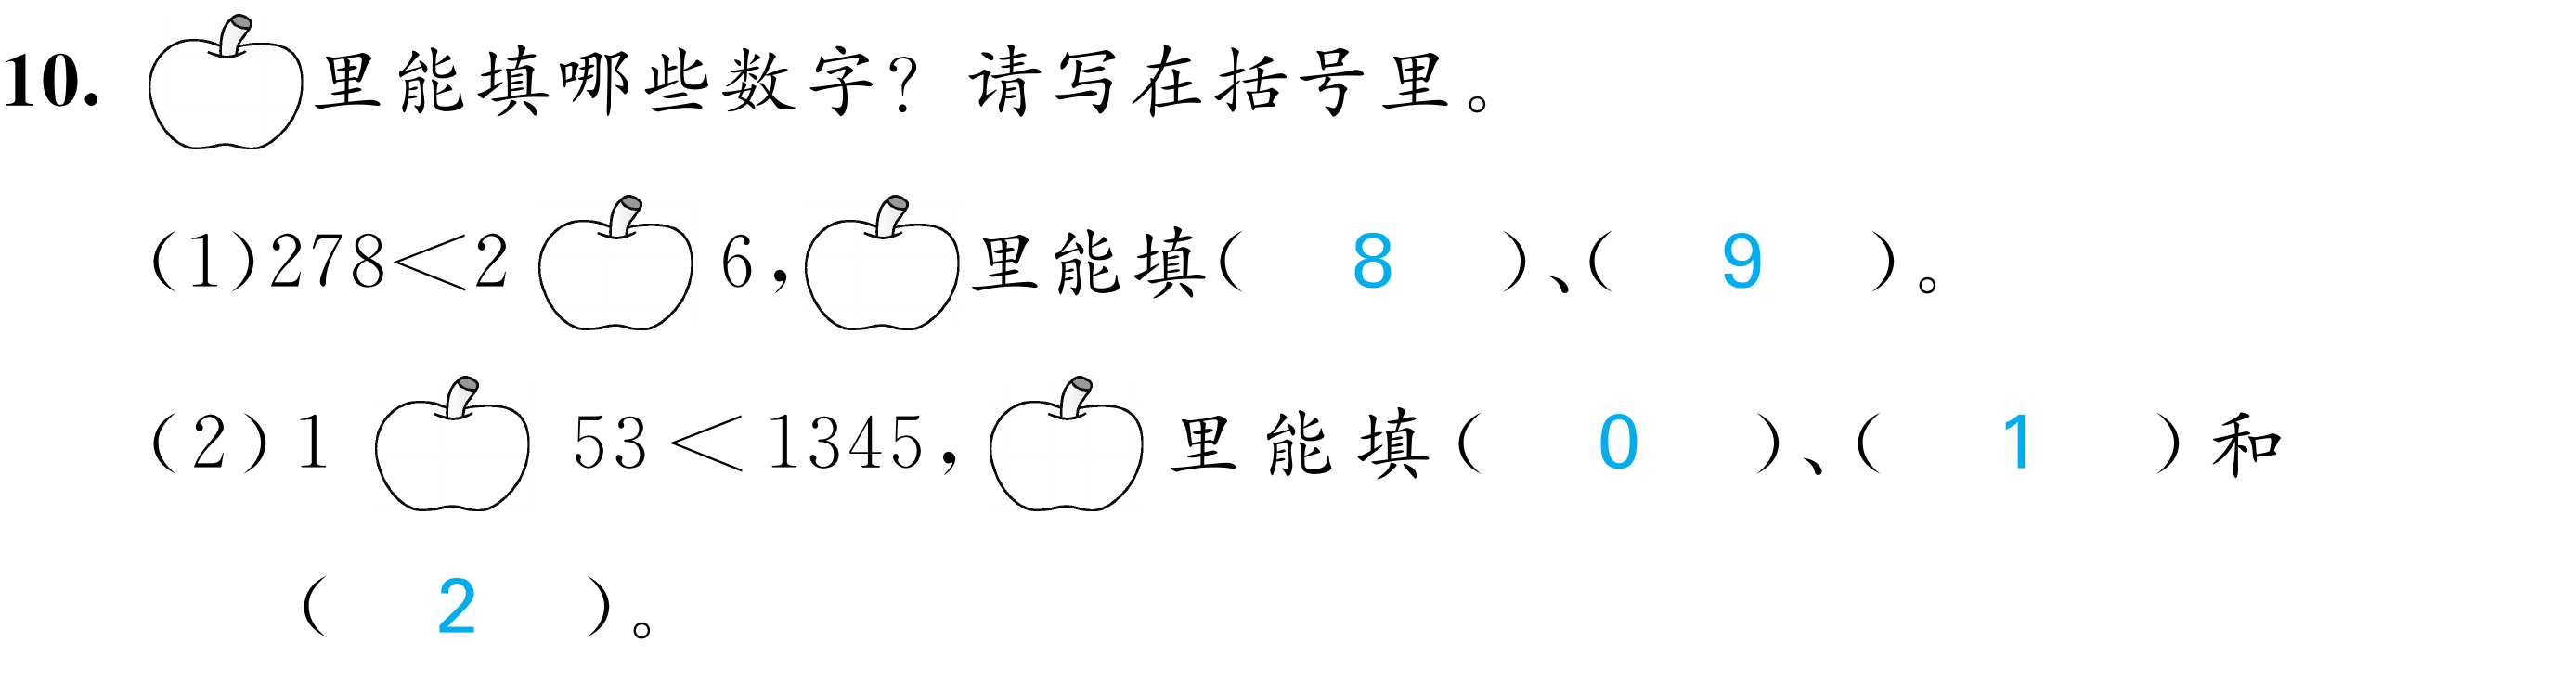 10. 里能填哪些数字？请写在括号里。
(1)278<2 6,里能填( 8 )、( 9 )。
(2)1 53<1345,里能填( 0 )、( 1 )和
( 2 )。